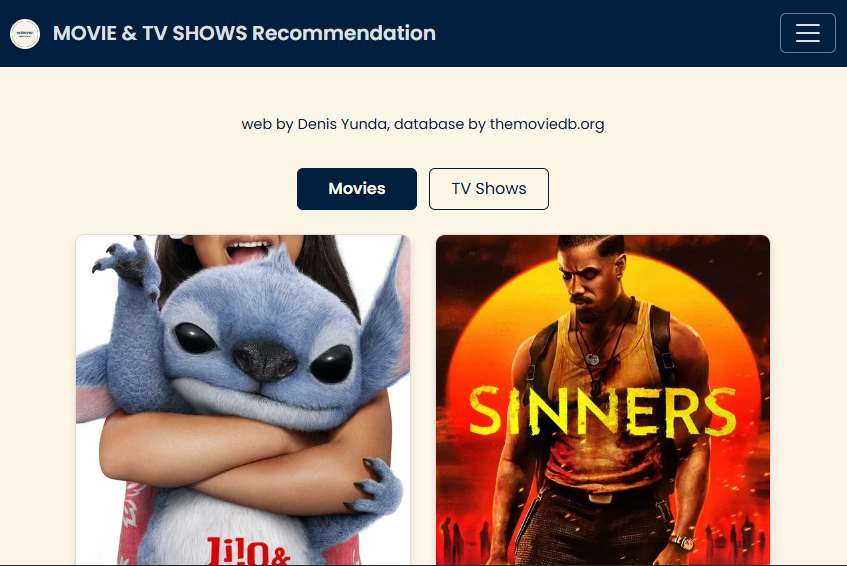 MOVIE & TV SHOWS Recommendation
web by Denis Yunda, database by themoviedb.org
Movies
TV Shows
SINNERS
Lilo &